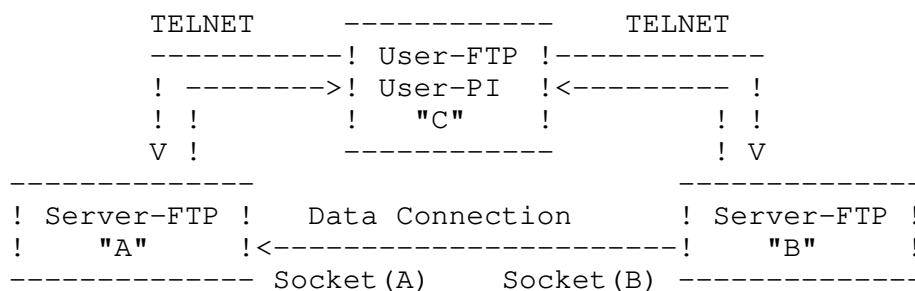 TELNET     ------------     TELNET
            -----------! User-FTP !-----------
            ! -------->! User-PI  !<--------- !
            ! !        !   "C"    !         ! !
            V !        ------------         ! V
--------------                              --------------
! Server-FTP !   Data Connection            ! Server-FTP !
!    "A"     !<-----------------------------!    "B"     !
-------------- Socket(A)     Socket(B) --------------